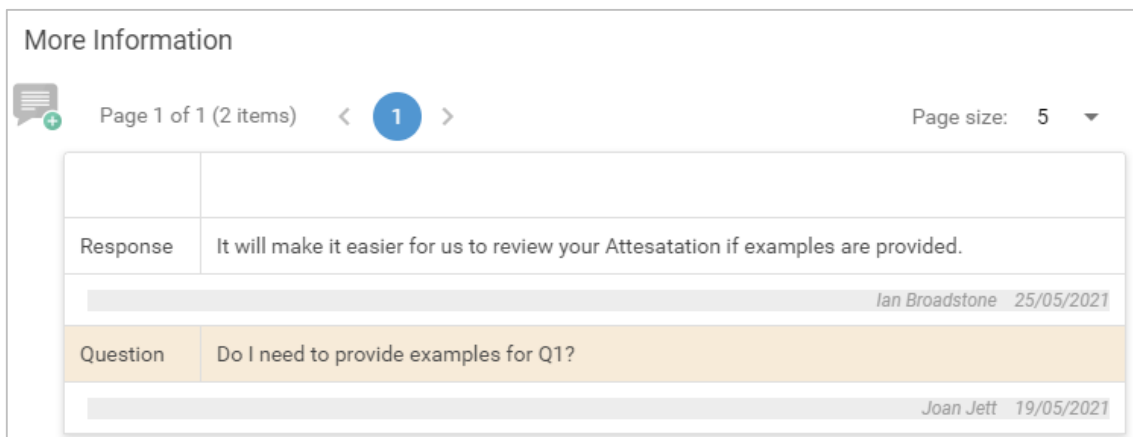 More Information
Page 1 of 1 (2 items) < 1 > Page size: 5
Response It will make it easier for us to review your Attesatation if examples are provided.
Ian Broadstone 25/05/2021
Question Do I need to provide examples for Q1?
Joan Jett 19/05/2021